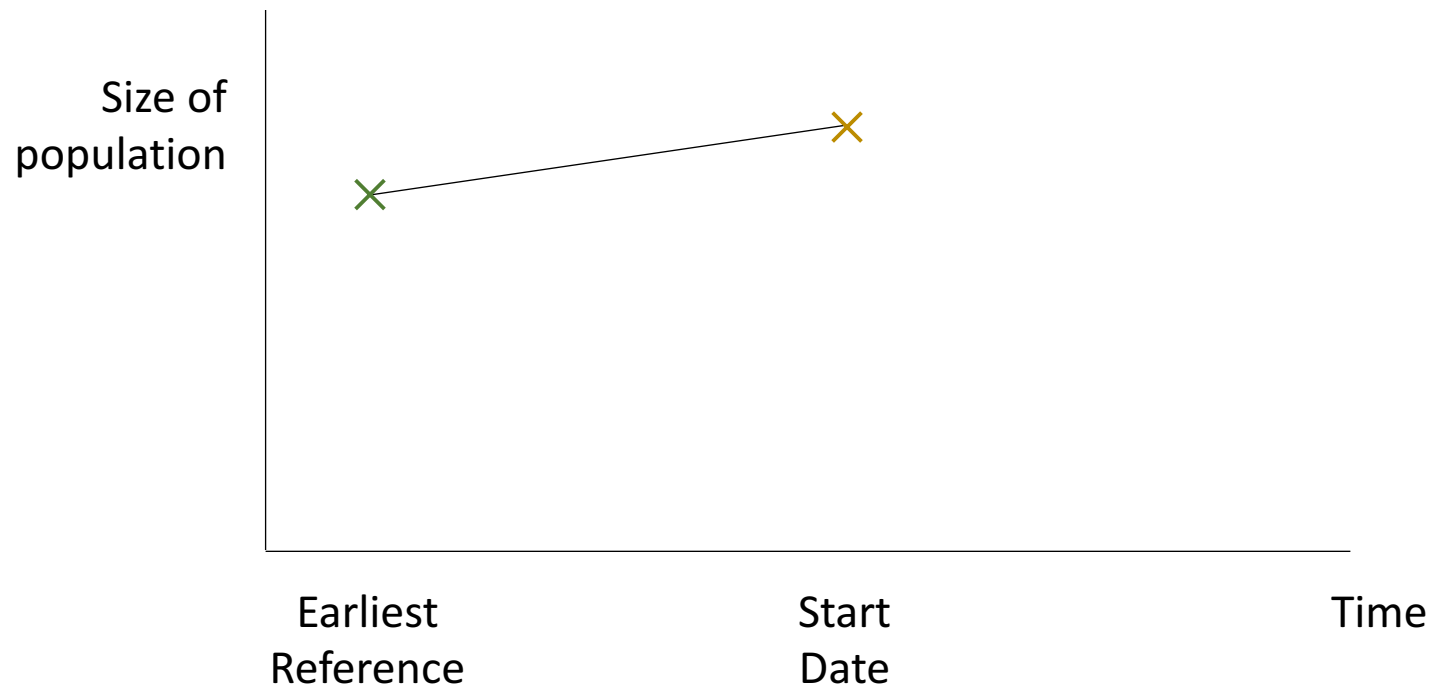 Size of
population
Earliest
Reference
Start
Date
Time